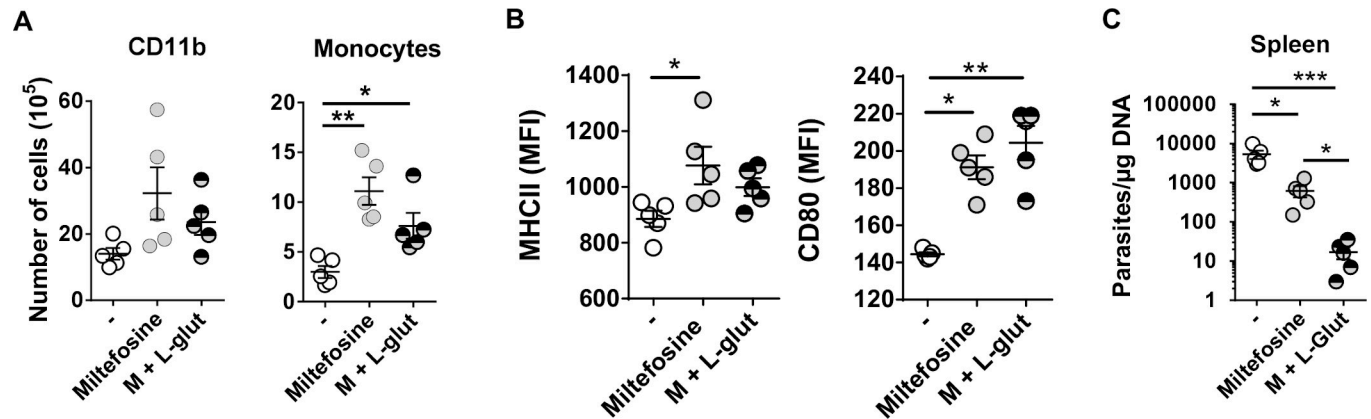 A
CD11b
Number of cells (10⁵)
60
40
20
0
-
Miltefosine
M + L-glut
Monocytes
**
*
20
15
10
5
0
-
Miltefosine
M + L-glut
B
MHCII (MFI)
*
1400
1200
1000
800
600
-
Miltefosine
M + L-glut
CD80 (MFI)
**
*
220
200
180
160
140
120
-
Miltefosine
M + L-glut
C
Spleen
Parasites/µg DNA
***
*
*
100000
10000
1000
100
10
1
-
Miltefosine
M + L-Glut